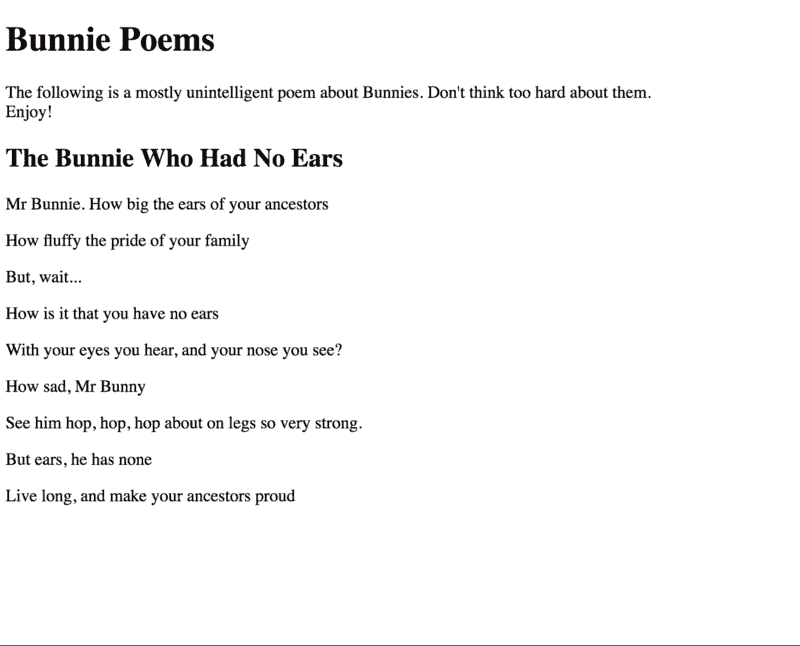 Bunnie Poems
The following is a mostly unintelligent poem about Bunnies. Don't think too hard about them.
Enjoy!
The Bunnie Who Had No Ears
Mr Bunnie. How big the ears of your ancestors
How fluffy the pride of your family
But, wait...
How is it that you have no ears
With your eyes you hear, and your nose you see?
How sad, Mr Bunny
See him hop, hop, hop about on legs so very strong.
But ears, he has none
Live long, and make your ancestors proud